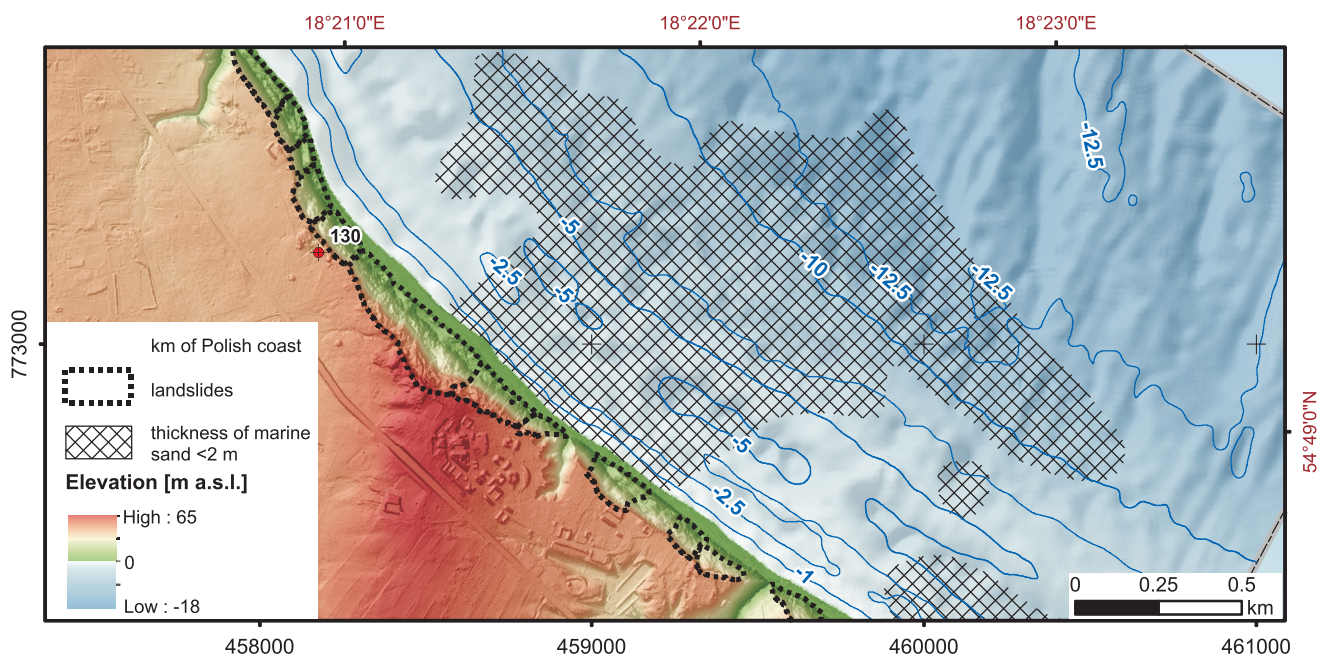 18°21'0"E
18°22'0"E
18°23'0"E
-12.5
130
-5
-2.5
-5
-10
-12.5
-12.5
773000
km of Polish coast
landslides
thickness of marine
sand <2 m
Elevation [m a.s.l.]
High : 65
0
Low : -18
-5
-2.5
-1
54°49'0"N
0
0.25
0.5
km
458000
459000
460000
461000